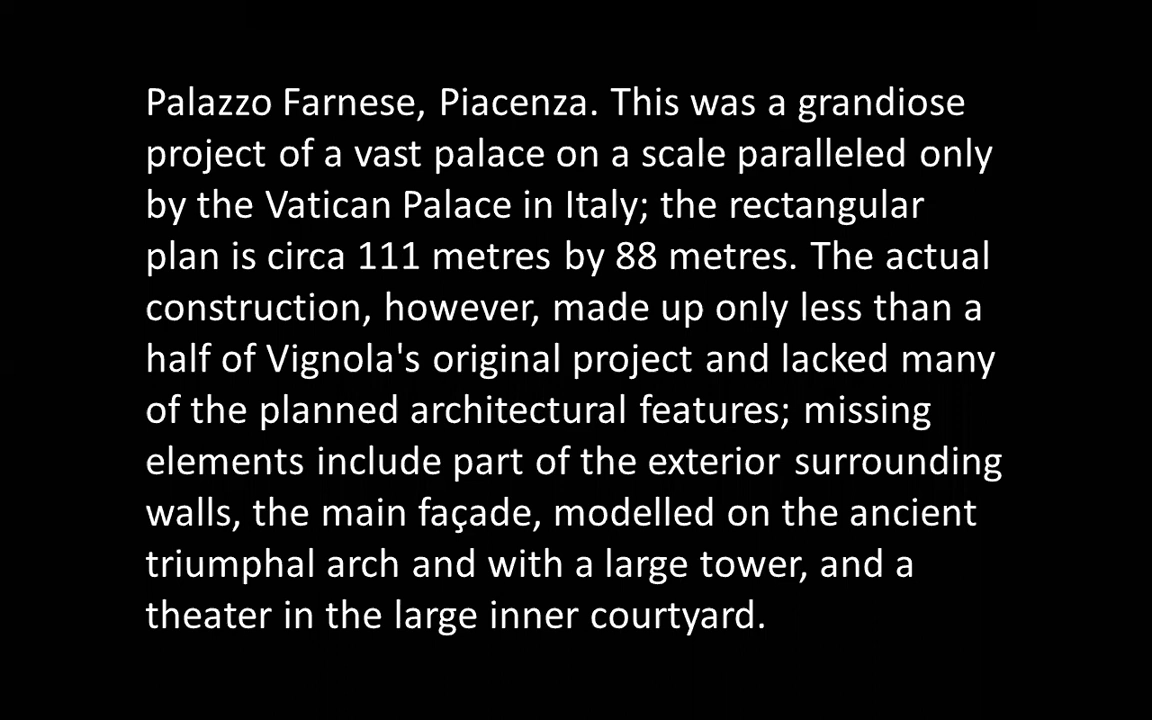 Palazzo Farnese, Piacenza. This was a grandiose
project of a vast palace on a scale paralleled only
by the Vatican Palace in Italy; the rectangular
plan is circa 111 metres by 88 metres. The actual
construction, however, made up only less than a
half of Vignola's original project and lacked many
of the planned architectural features; missing
elements include part of the exterior surrounding
walls, the main façade, modelled on the ancient
triumphal arch and with a large tower, and a
theater in the large inner courtyard.